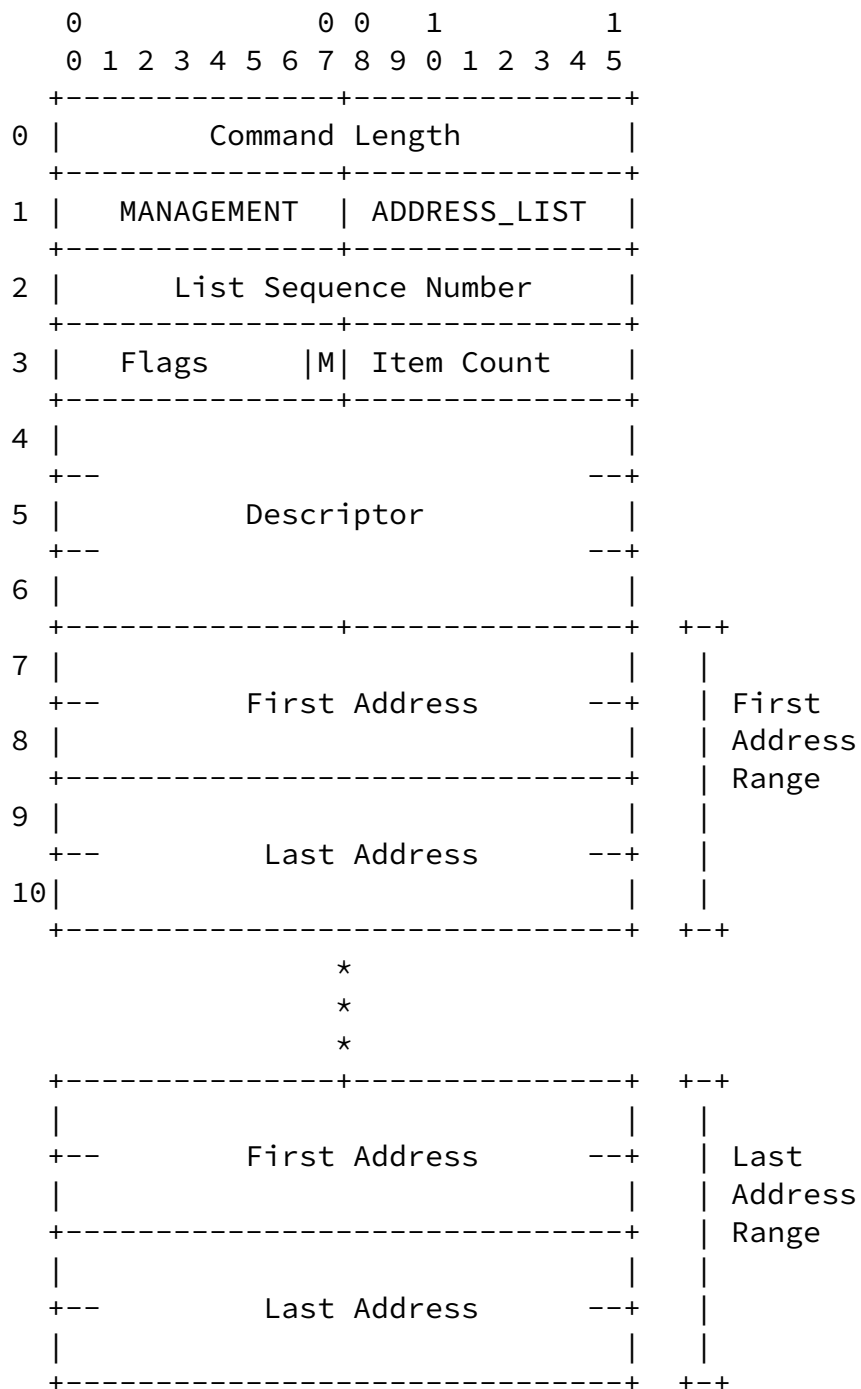 0             0 0   1         1
     0 1 2 3 4 5 6 7 8 9 0 1 2 3 4 5
    +---------------+---------------+
  0 |        Command Length         |
    +---------------+---------------+
  1 |   MANAGEMENT  | ADDRESS_LIST  |
    +---------------+---------------+
  2 |      List Sequence Number     |
    +---------------+---------------+
  3 |   Flags     |M| Item Count    |
    +---------------+---------------+
  4 |                               |
    +--                           --+
  5 |          Descriptor           |
    +--                           --+
  6 |                               |
    +---------------+---------------+  +-+
  7 |                               |   |
    +--        First Address      --+   | First
  8 |                               |   | Address
    +-------------------------------+   | Range
  9 |                               |   |
    +--         Last Address      --+   |
  10|                               |   |
    +-------------------------------+  +-+
                    *
                    *
                    *
    +---------------+---------------+  +-+
    |                               |   |
    +--        First Address      --+   | Last
    |                               |   | Address
    +-------------------------------+   | Range
    |                               |   |
    +--         Last Address      --+   |
    |                               |   |
    +-------------------------------+  +-+